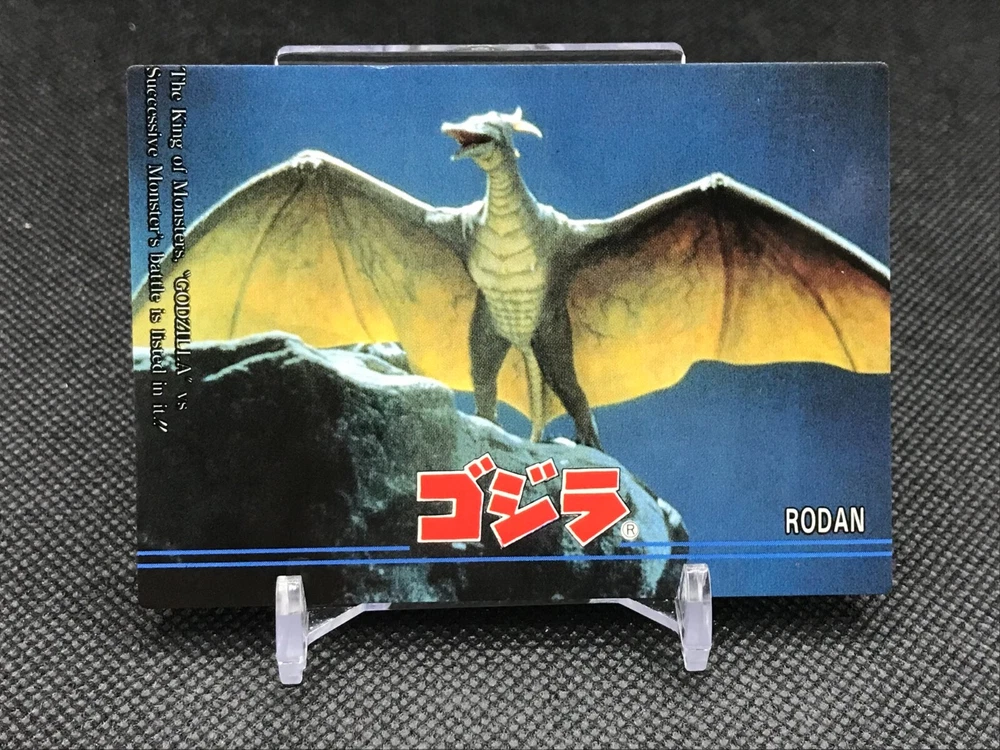 The King of Monsters, "GODZILLA" vs
Successive Monster's battle is listed in it.!!
ゴジラ®
RODAN